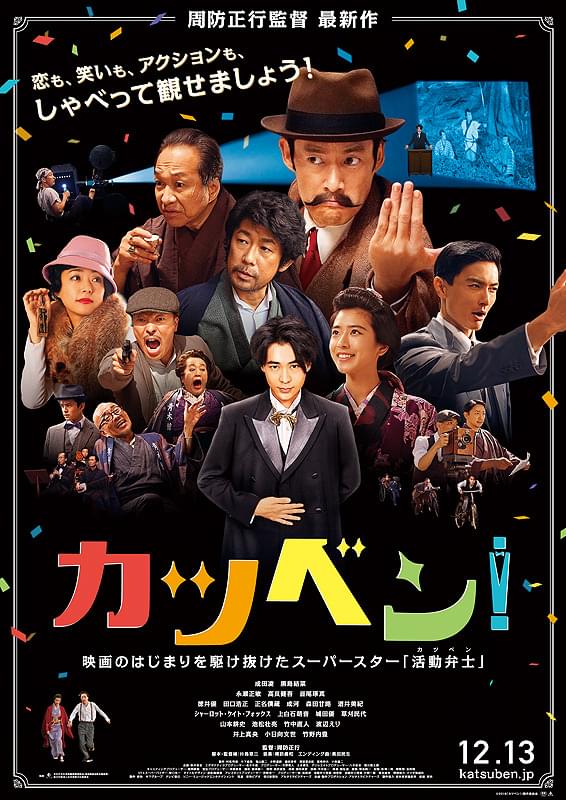 周防正行監督 最新作
恋も、笑いも、アクションも、
しゃべって観せましょう!
カツベン!
カツベン
映画のはじまりを駆け抜けたスーパースター「活動弁士」
成田凌 黒島結菜
永瀬正敏 高良健吾 音尾琢真
徳井優 田口浩正 正名僕蔵 成河 森田甘路 酒井美紀
シャーロット・ケイト・フォックス 上白石萌音 城田優 草刈民代
山本耕史 池松壮亮 竹中直人 渡辺えり
井上真央 小日向文世 竹野内豊
監督:周防正行
12.13
katsuben.jp